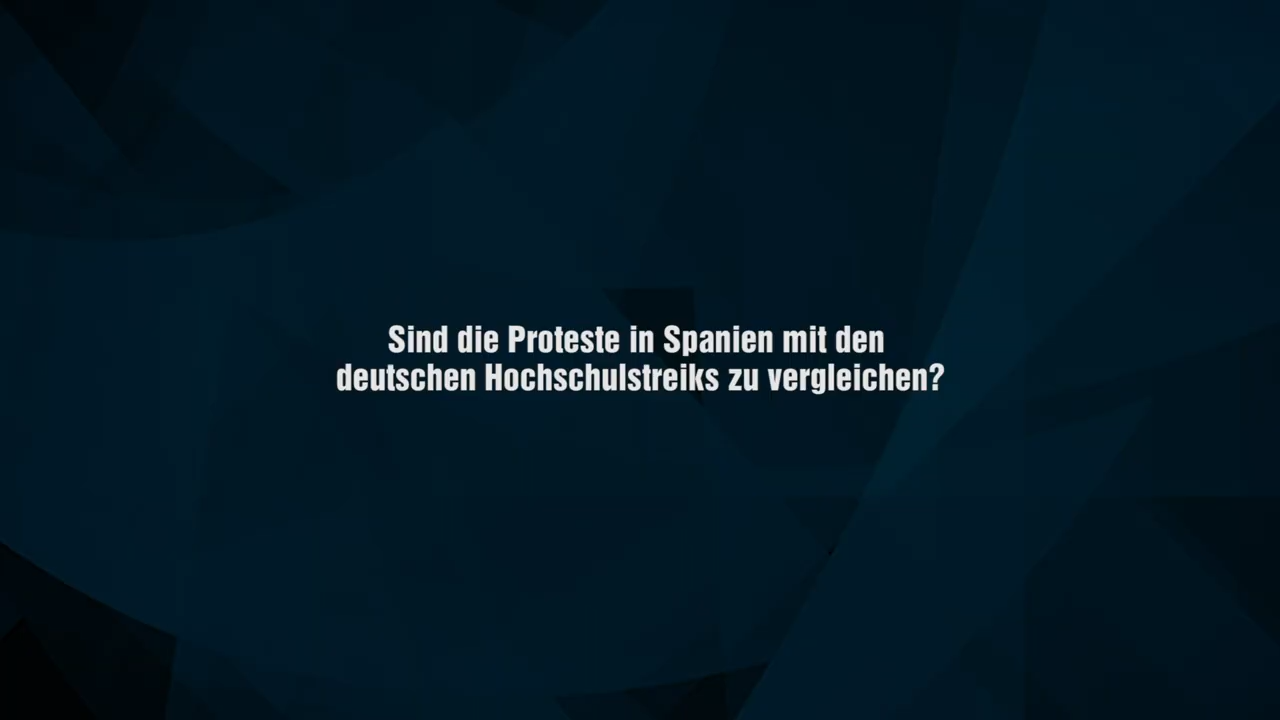 Sind die Proteste in Spanien mit den
deutschen Hochschulstreiks zu vergleichen?